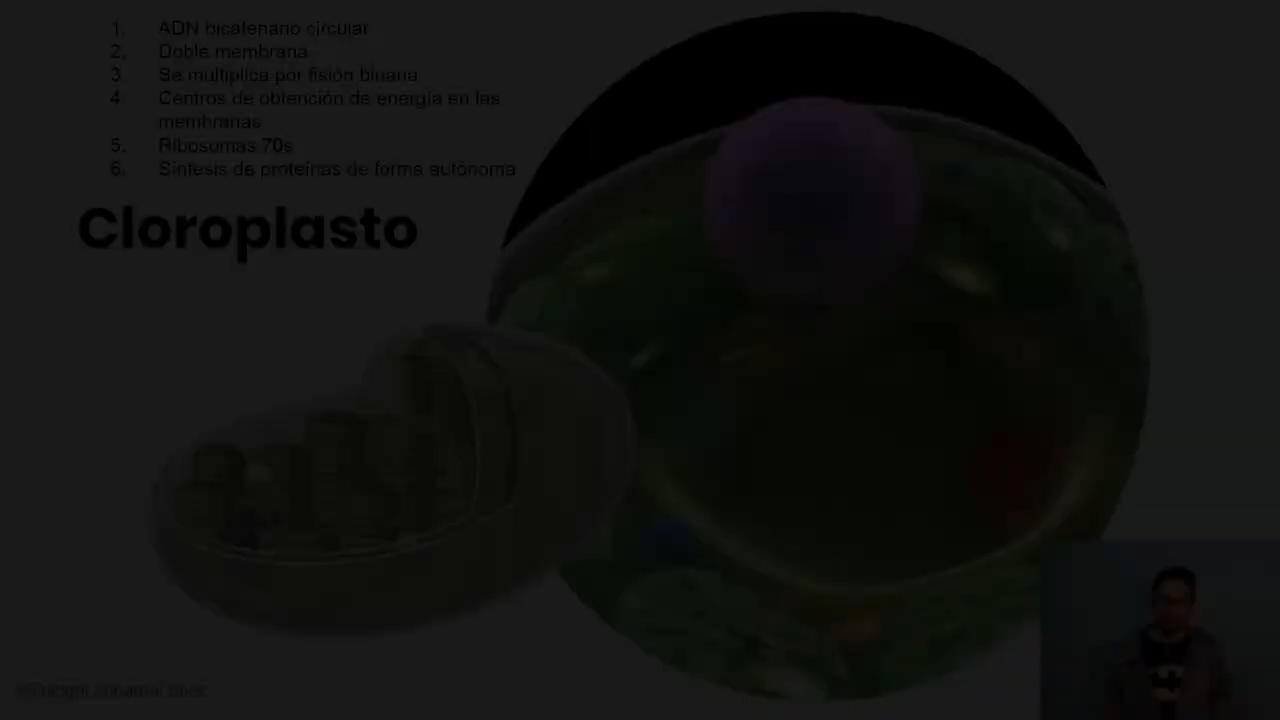 1. ADN bicatenario circular
2. Doble membrana
3. Se multiplica por fisión binaria
4. Centros de obtención de energía en las
membranas
5. Ribosomas 70s
6. Síntesis de proteínas de forma autónoma
Cloroplasto